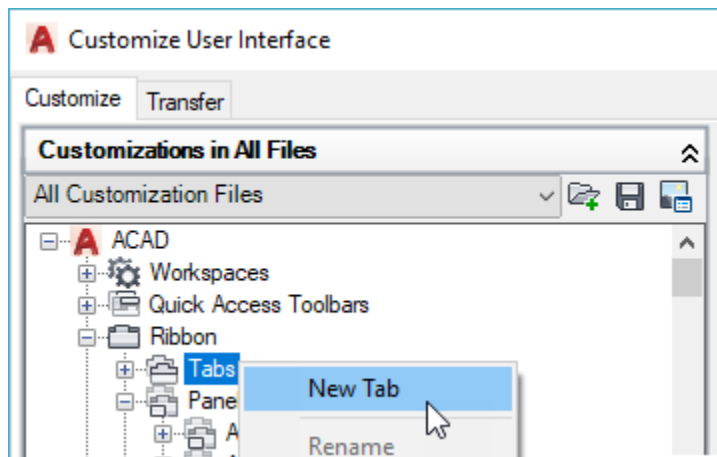 Customize User Interface
Customize Transfer
Customizations in All Files
All Customization Files
ACAD
Workspaces
Quick Access Toolbars
Ribbon
Tabs
New Tab
Rename